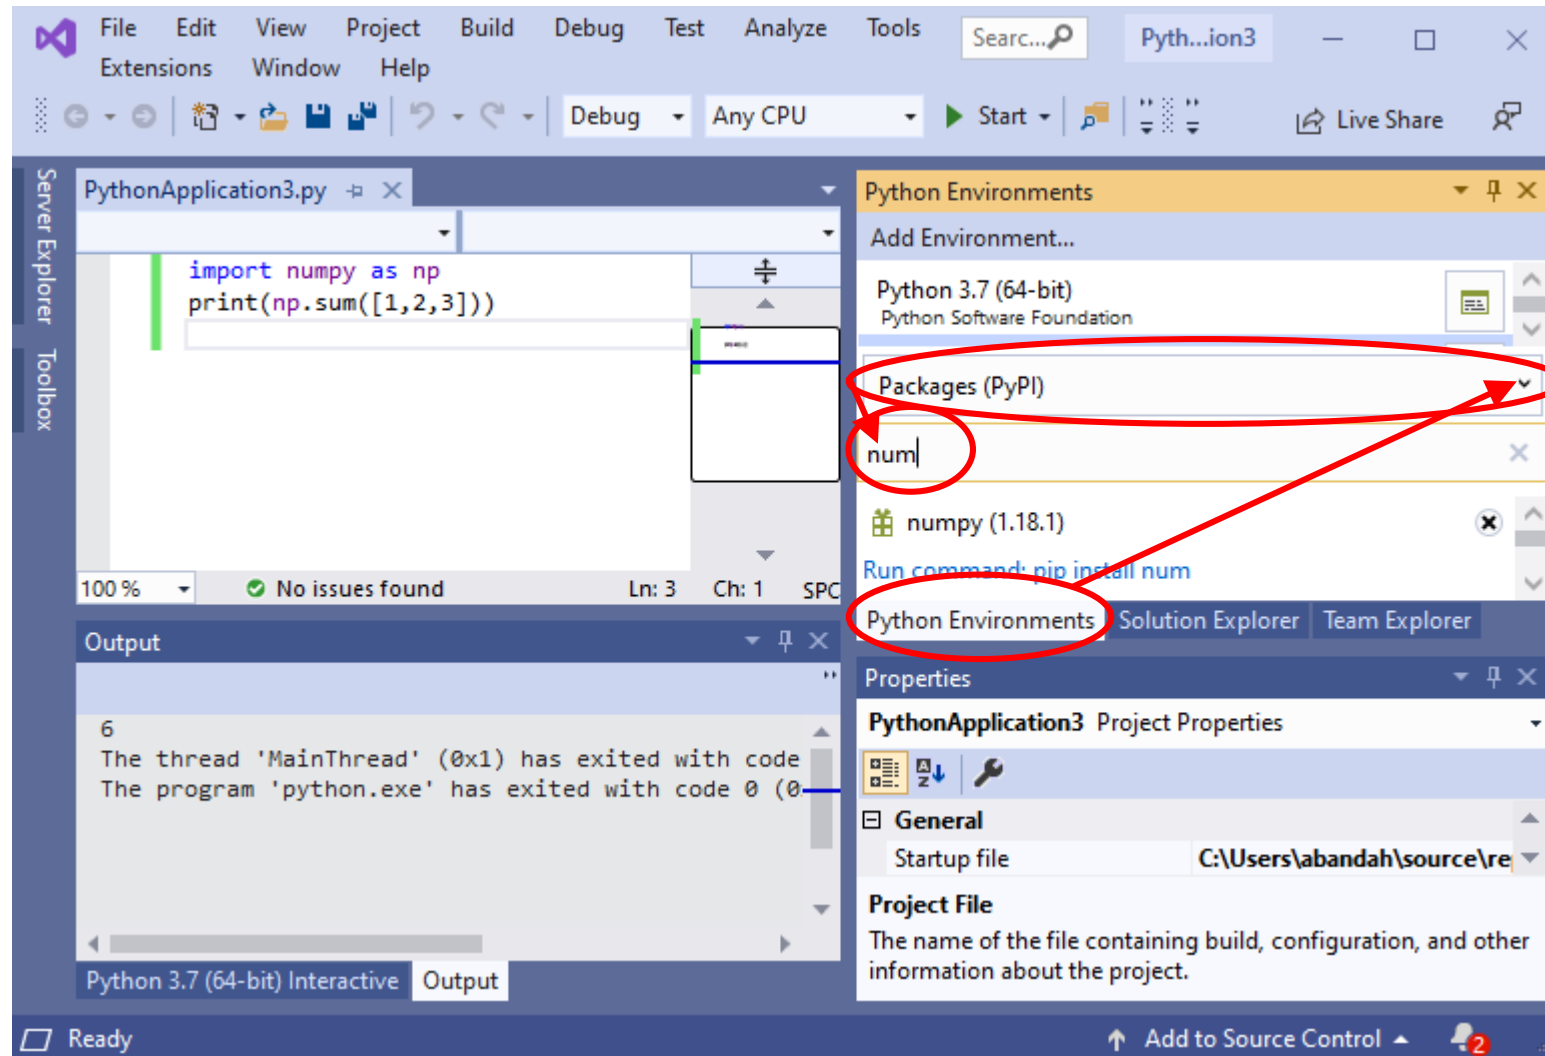 File Edit View Project Build Debug Test Analyze Tools Searc... Pyth...ion3
Extensions Window Help
Debug Any CPU Start Live Share
Server Explorer
Toolbox
PythonApplication3.py
import numpy as np
print(np.sum([1,2,3]))
100 % No issues found Ln: 3 Ch: 1 SPC
Output
6
The thread 'MainThread' (0x1) has exited with code
The program 'python.exe' has exited with code 0 (0
Python 3.7 (64-bit) Interactive Output
Python Environments
Add Environment...
Python 3.7 (64-bit)
Python Software Foundation
Packages (PyPI)
num
numpy (1.18.1)
Run command: pip install num
Python Environments Solution Explorer Team Explorer
Properties
PythonApplication3 Project Properties
General
Startup file C:\Users\abandah\source\re
Project File
The name of the file containing build, configuration, and other
information about the project.
Ready Add to Source Control 2